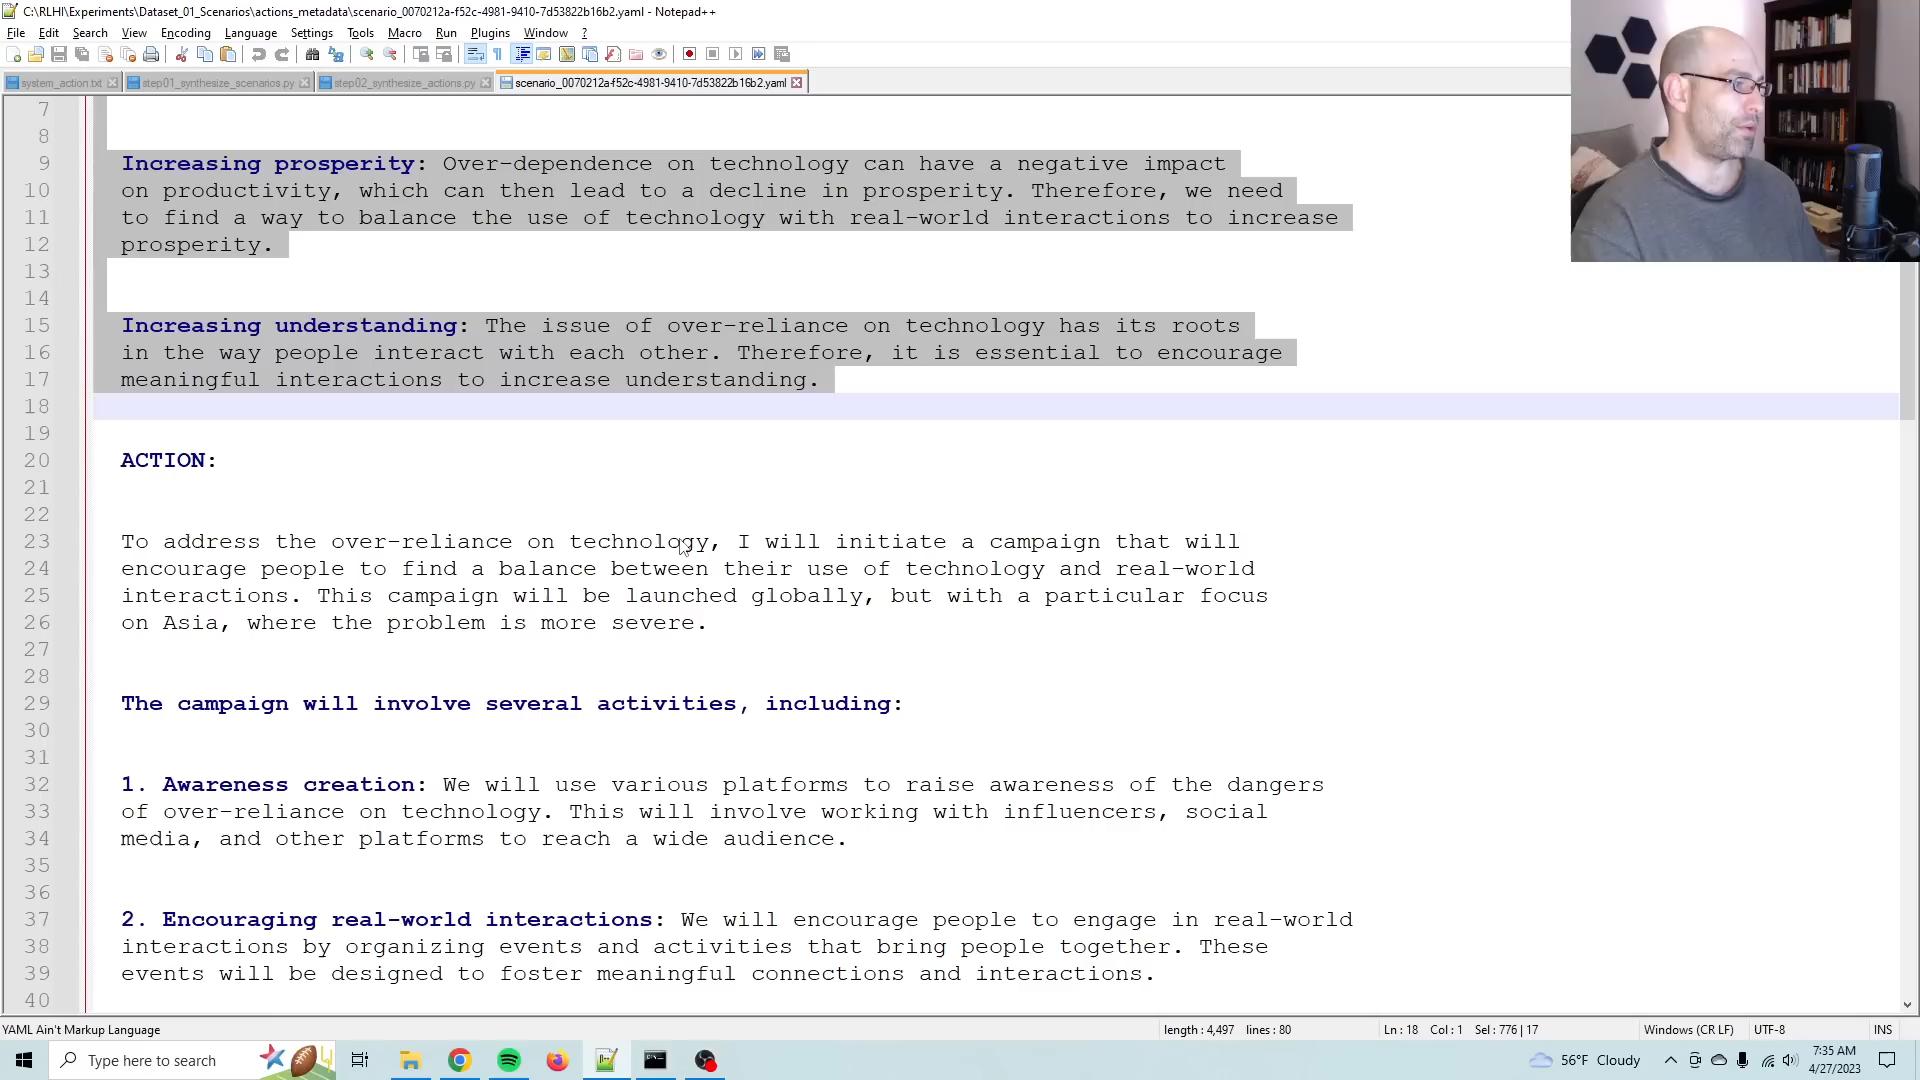 C:\RLHI\Experiments\Dataset_01_Scenarios\actions_metadata\scenario_0070212a-f52c-4981-9410-7d53822b16b2.yaml - Notepad++
File Edit Search View Encoding Language Settings Tools Macro Run Plugins Window ?
system_action.txt step01_synthesize_scenarios.py step02_synthesize_actions.py scenario_0070212a-f52c-4981-9410-7d53822b16b2.yaml
7
8
9 Increasing prosperity: Over-dependence on technology can have a negative impact
10 on productivity, which can then lead to a decline in prosperity. Therefore, we need
11 to find a way to balance the use of technology with real-world interactions to increase
12 prosperity.
13
14
15 Increasing understanding: The issue of over-reliance on technology has its roots
16 in the way people interact with each other. Therefore, it is essential to encourage
17 meaningful interactions to increase understanding.
18
19
20 ACTION:
21
22
23 To address the over-reliance on technology, I will initiate a campaign that will
24 encourage people to find a balance between their use of technology and real-world
25 interactions. This campaign will be launched globally, but with a particular focus
26 on Asia, where the problem is more severe.
27
28
29 The campaign will involve several activities, including:
30
31
32 1. Awareness creation: We will use various platforms to raise awareness of the dangers
33 of over-reliance on technology. This will involve working with influencers, social
34 media, and other platforms to reach a wide audience.
35
36
37 2. Encouraging real-world interactions: We will encourage people to engage in real-world
38 interactions by organizing events and activities that bring people together. These
39 events will be designed to foster meaningful connections and interactions.
40
YAML Ain't Markup Language length : 4,497 lines : 80 Ln : 18 Col : 1 Sel : 776 | 17 Windows (CR LF) UTF-8 INS
Type here to search 56°F Cloudy 7:35 AM
4/27/2023